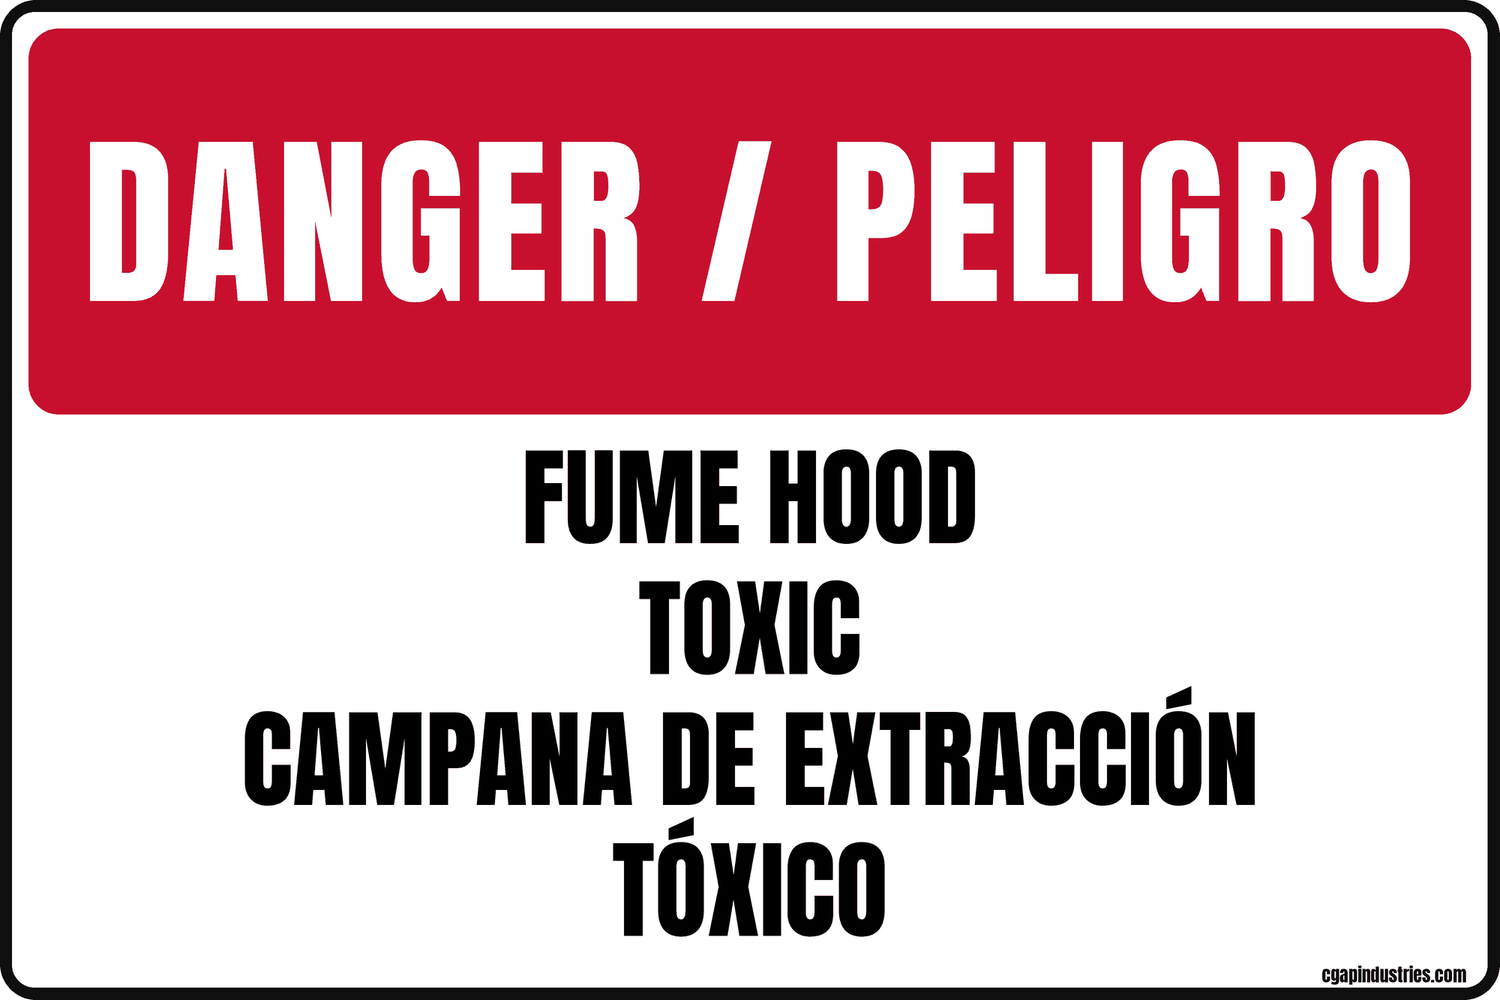 DANGER / PELIGRO
FUME HOOD
TOXIC
CAMPANA DE EXTRACCIÓN
TÓXICO
cgapindustries.com